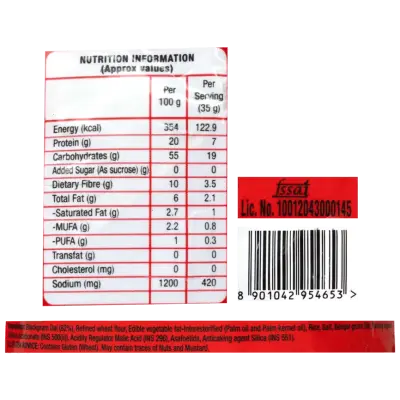 NUTRITION INFORMATION
(Approx values)
Per 100 g
Per Serving (35 g)
Energy (kcal) 354 122.9
Protein (g) 20 7
Carbohydrates (g) 55 19
Added Sugar (As sucrose) (g) 0 0
Dietary Fibre (g) 10 3.5
Total Fat (g) 6 2.1
-Saturated Fat (g) 2.7 1
-MUFA (g) 2.2 0.8
-PUFA (g) 1 0.3
Transfat (g) 0 0
Cholesterol (mg) 0 0
Sodium (mg) 1200 420
fssai
Lic. No. 10012043000145
8 901042 954653 >
Blackgram Dal (62%), Refined wheat flour, Edible vegetable fat-Interesterified (Palm oil and Palm kernel oil), Rice, Salt,
Acidity Regulator Malic Acid (INS 296), Asafoetida, Anticaking agent Silica (INS 551).
Contains Gluten (Wheat). May contain traces of Nuts and Mustard.